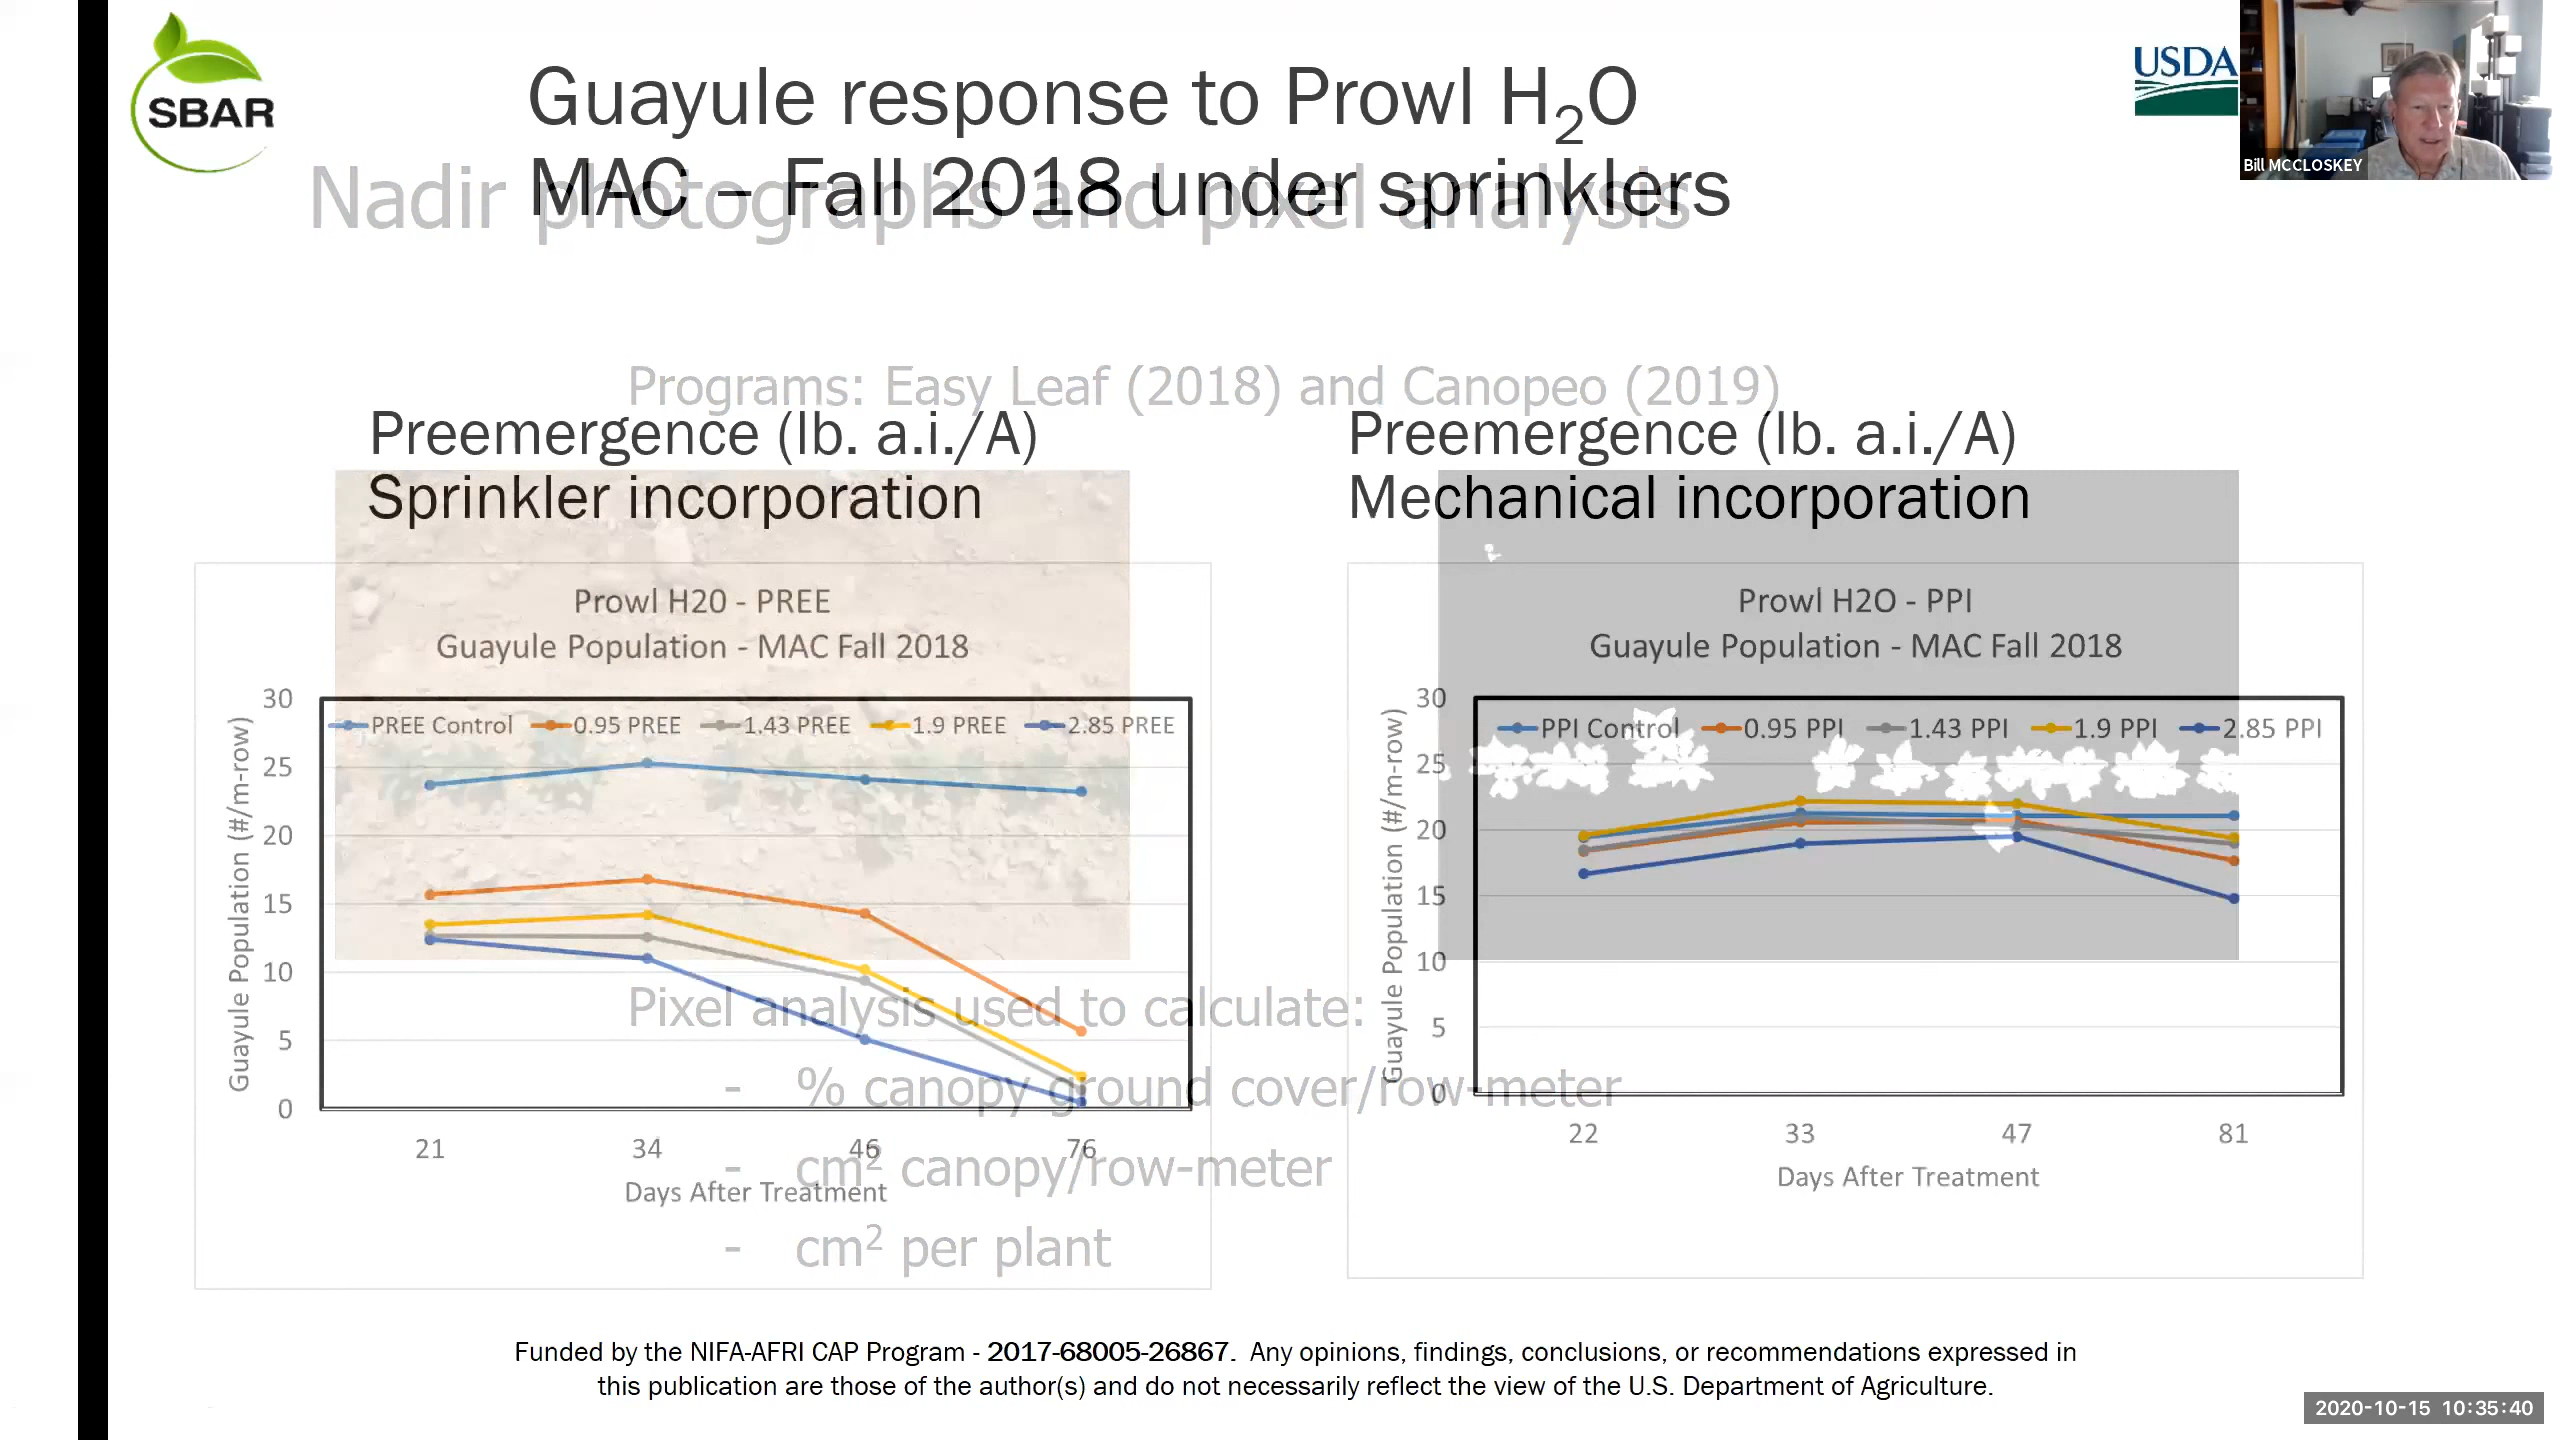 SBAR
Guayule response to Prowl H₂O
MAC – Fall 2018 under sprinklers
Nadir photographs and pixel analysis
USDA
Bill MCCLOSKEY
Programs: Easy Leaf (2018) and Canopeo (2019)
Preemergence (lb. a.i./A)
Sprinkler incorporation
Preemergence (lb. a.i./A)
Mechanical incorporation
Prowl H20 - PREE
Guayule Population - MAC Fall 2018
Guayule Population (#/m-row)
30
25
20
15
10
5
0
PREE Control 0.95 PREE 1.43 PREE 1.9 PREE 2.85 PREE
21 34 46 76
Days After Treatment
Prowl H2O - PPI
Guayule Population - MAC Fall 2018
Guayule Population (#/m-row)
30
25
20
15
10
5
0
PPI Control 0.95 PPI 1.43 PPI 1.9 PPI 2.85 PPI
22 33 47 81
Days After Treatment
Pixel analysis used to calculate:
- % canopy ground cover/row-meter
- cm² canopy/row-meter
- cm² per plant
Funded by the NIFA-AFRI CAP Program - 2017-68005-26867. Any opinions, findings, conclusions, or recommendations expressed in
this publication are those of the author(s) and do not necessarily reflect the view of the U.S. Department of Agriculture.
2020-10-15 10:35:40